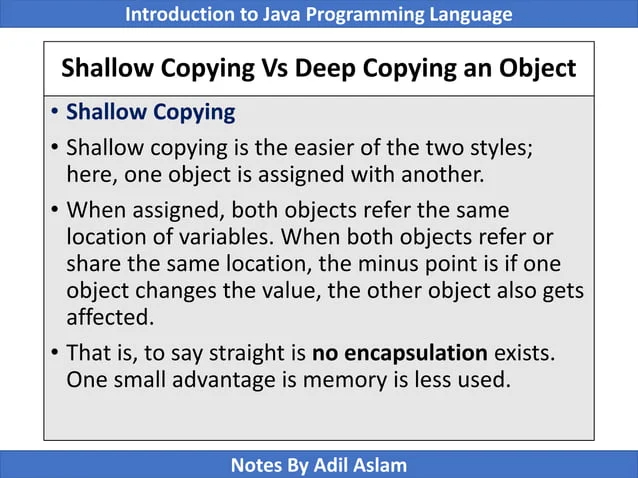 Introduction to Java Programming Language
Shallow Copying Vs Deep Copying an Object
• Shallow Copying
• Shallow copying is the easier of the two styles;
here, one object is assigned with another.
• When assigned, both objects refer the same
location of variables. When both objects refer or
share the same location, the minus point is if one
object changes the value, the other object also gets
affected.
• That is, to say straight is no encapsulation exists.
One small advantage is memory is less used.
Notes By Adil Aslam